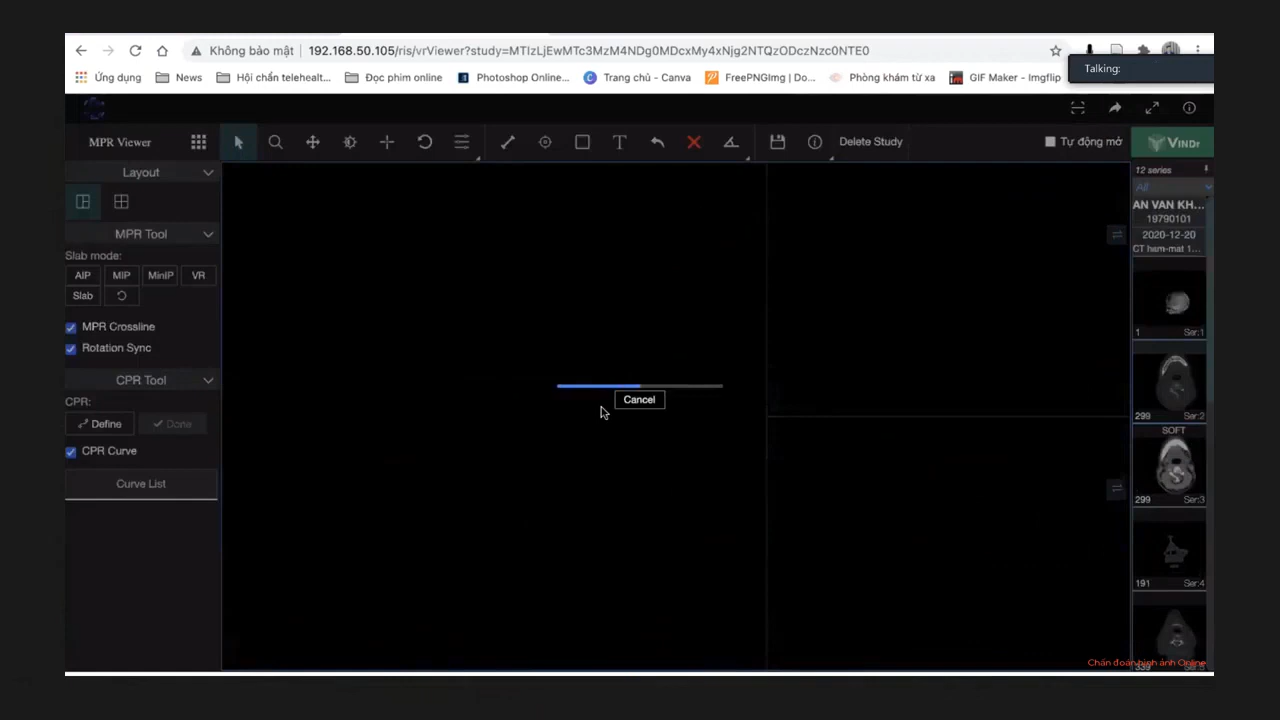 Không bảo mật 192.168.50.105/ris/vrViewer?study=MTIzLjEwMTc3MzM4NDg0MDcxMy4xNjg2NTQzODczNzc0NTE0
Ứng dụng News Hội chẩn telehealt... Đọc phim online Photoshop Online... Trang chủ - Canva FreePNGImg | Do... Phòng khám từ xa GIF Maker - Imgflip
Talking:
MPR Viewer Delete Study Tự động mở VINDr
Layout
MPR Tool
Slab mode:
AIP MIP MinIP VR
Slab
MPR Crossline
Rotation Sync
CPR Tool
CPR:
Define Done
CPR Curve
Curve List
Cancel
12 series
All
AN VAN KH...
19790101
2020-12-20
CT ham-mat 1...
1 Ser:1
299 Ser:2
SOFT
299 Ser:3
191 Ser:4
Chẩn đoán hình ảnh Online